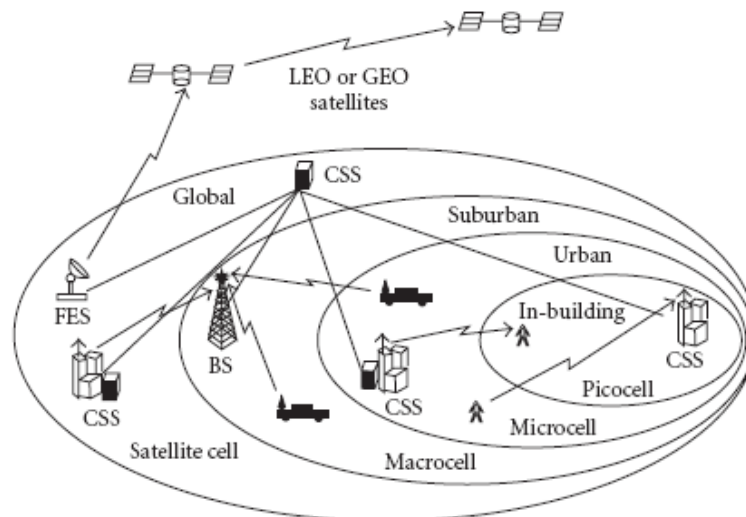 LEO or GEO
satellites
CSS
Global
Suburban
Urban
In-building
FES
BS
CSS
CSS
CSS
Picocell
Microcell
Satellite cell
Macrocell